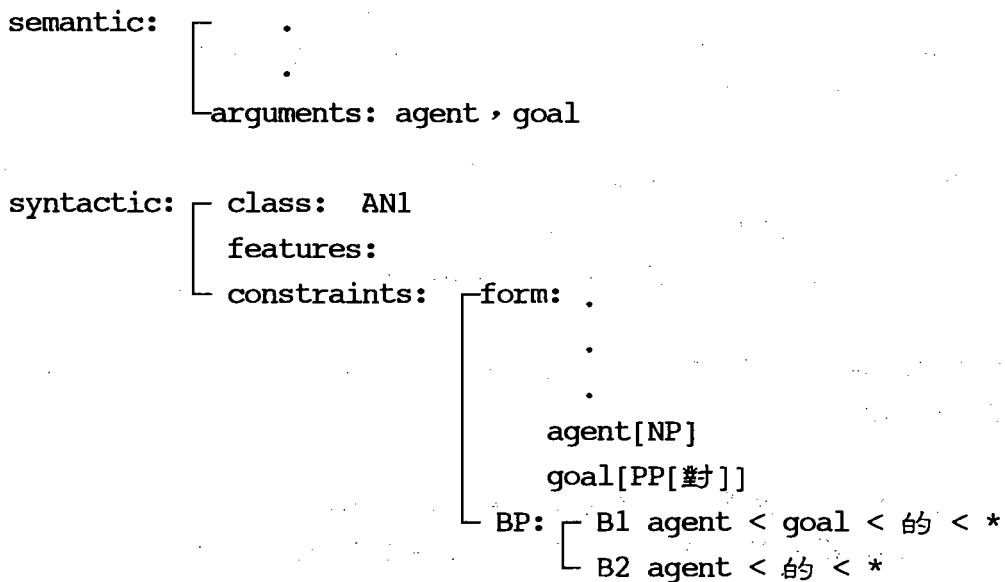 semantic: .
.
arguments: agent，goal
syntactic: class: AN1
features:
constraints: form: .
.
.
agent[NP]
goal[PP[對]]
BP: B1 agent < goal < 的 < *
B2 agent < 的 < *